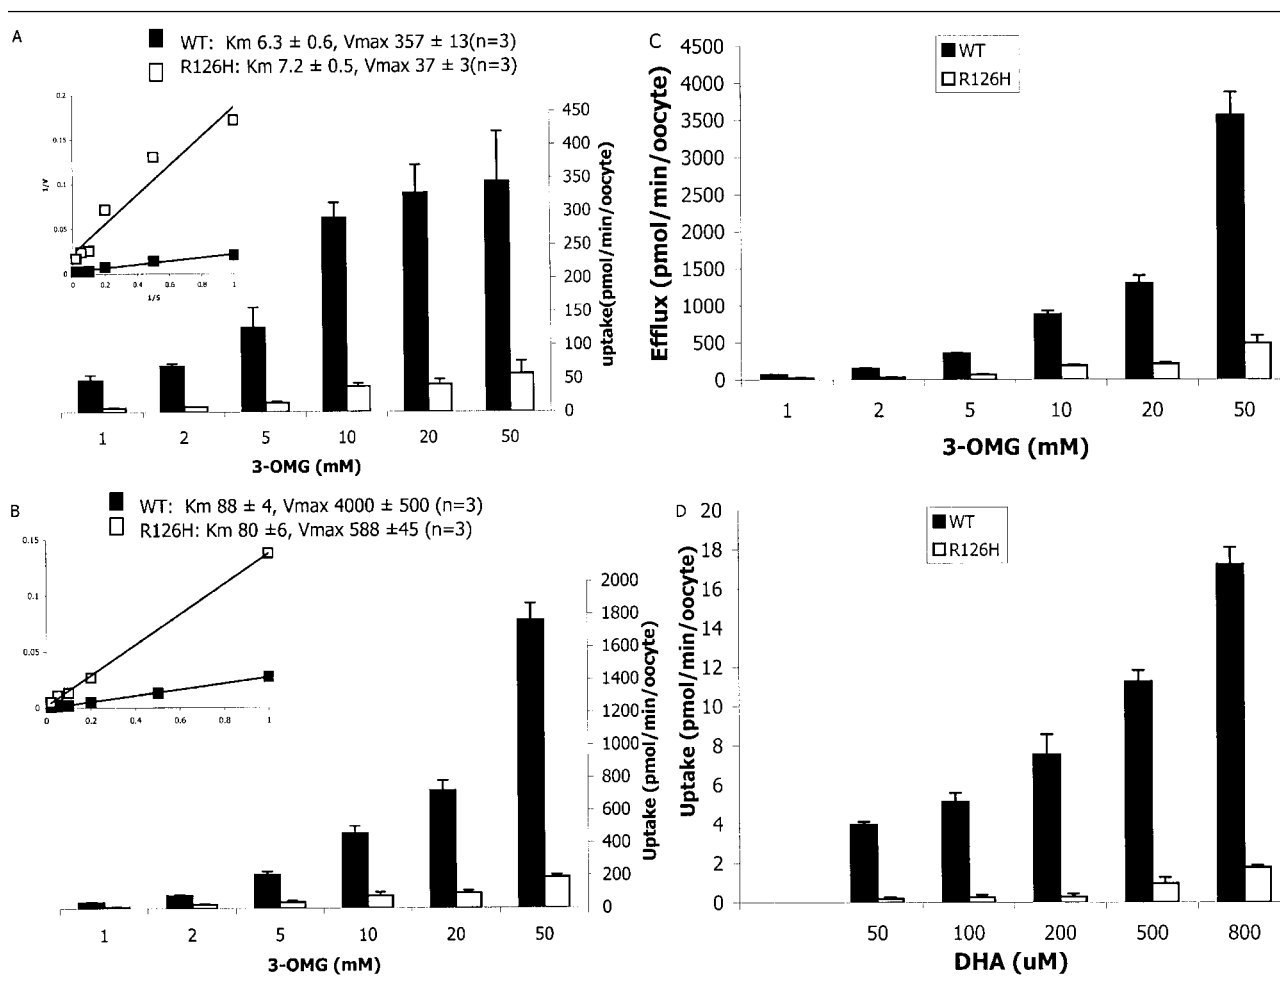 A
WT: Km 6.3 ± 0.6, Vmax 357 ± 13(n=3)
R126H: Km 7.2 ± 0.5, Vmax 37 ± 3(n=3)
0.2
0.15
0.1
0.05
0
1/V
0 0.2 0.4 0.6 0.8 1
1/S
450
400
350
300
250
200
150
100
50
0
uptake(pmol/min/oocyte)
1 2 5 10 20 50
3-OMG (mM)
B
WT: Km 88 ± 4, Vmax 4000 ± 500 (n=3)
R126H: Km 80 ±6, Vmax 588 ±45 (n=3)
0.15
0.1
0.05
0
0 0.2 0.4 0.6 0.8 1
2000
1800
1600
1400
1200
1000
800
600
400
200
0
Uptake (pmol/min/oocyte)
1 2 5 10 20 50
3-OMG (mM)
C
WT
R126H
4500
4000
3500
3000
2500
2000
1500
1000
500
0
Efflux (pmol/min/oocyte)
1 2 5 10 20 50
3-OMG (mM)
D
WT
R126H
20
18
16
14
12
10
8
6
4
2
0
Uptake (pmol/min/oocyte)
50 100 200 500 800
DHA (uM)